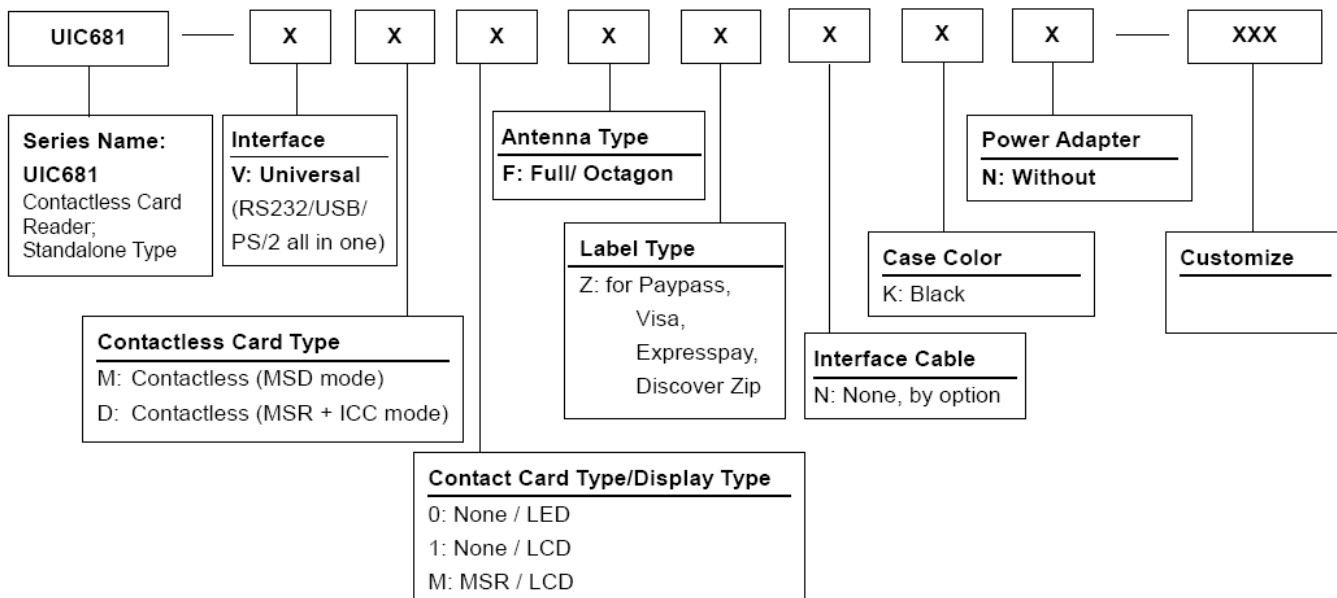 UIC681 X X X X X X X X XXX
Series Name:
UIC681
Contactless Card
Reader;
Standalone Type
Interface
V: Universal
(RS232/USB/
PS/2 all in one)
Contactless Card Type
M: Contactless (MSD mode)
D: Contactless (MSR + ICC mode)
Contact Card Type/Display Type
0: None / LED
1: None / LCD
M: MSR / LCD
Antenna Type
F: Full/ Octagon
Label Type
Z: for Paypass,
Visa,
Expresspay,
Discover Zip
Interface Cable
N: None, by option
Case Color
K: Black
Power Adapter
N: Without
Customize